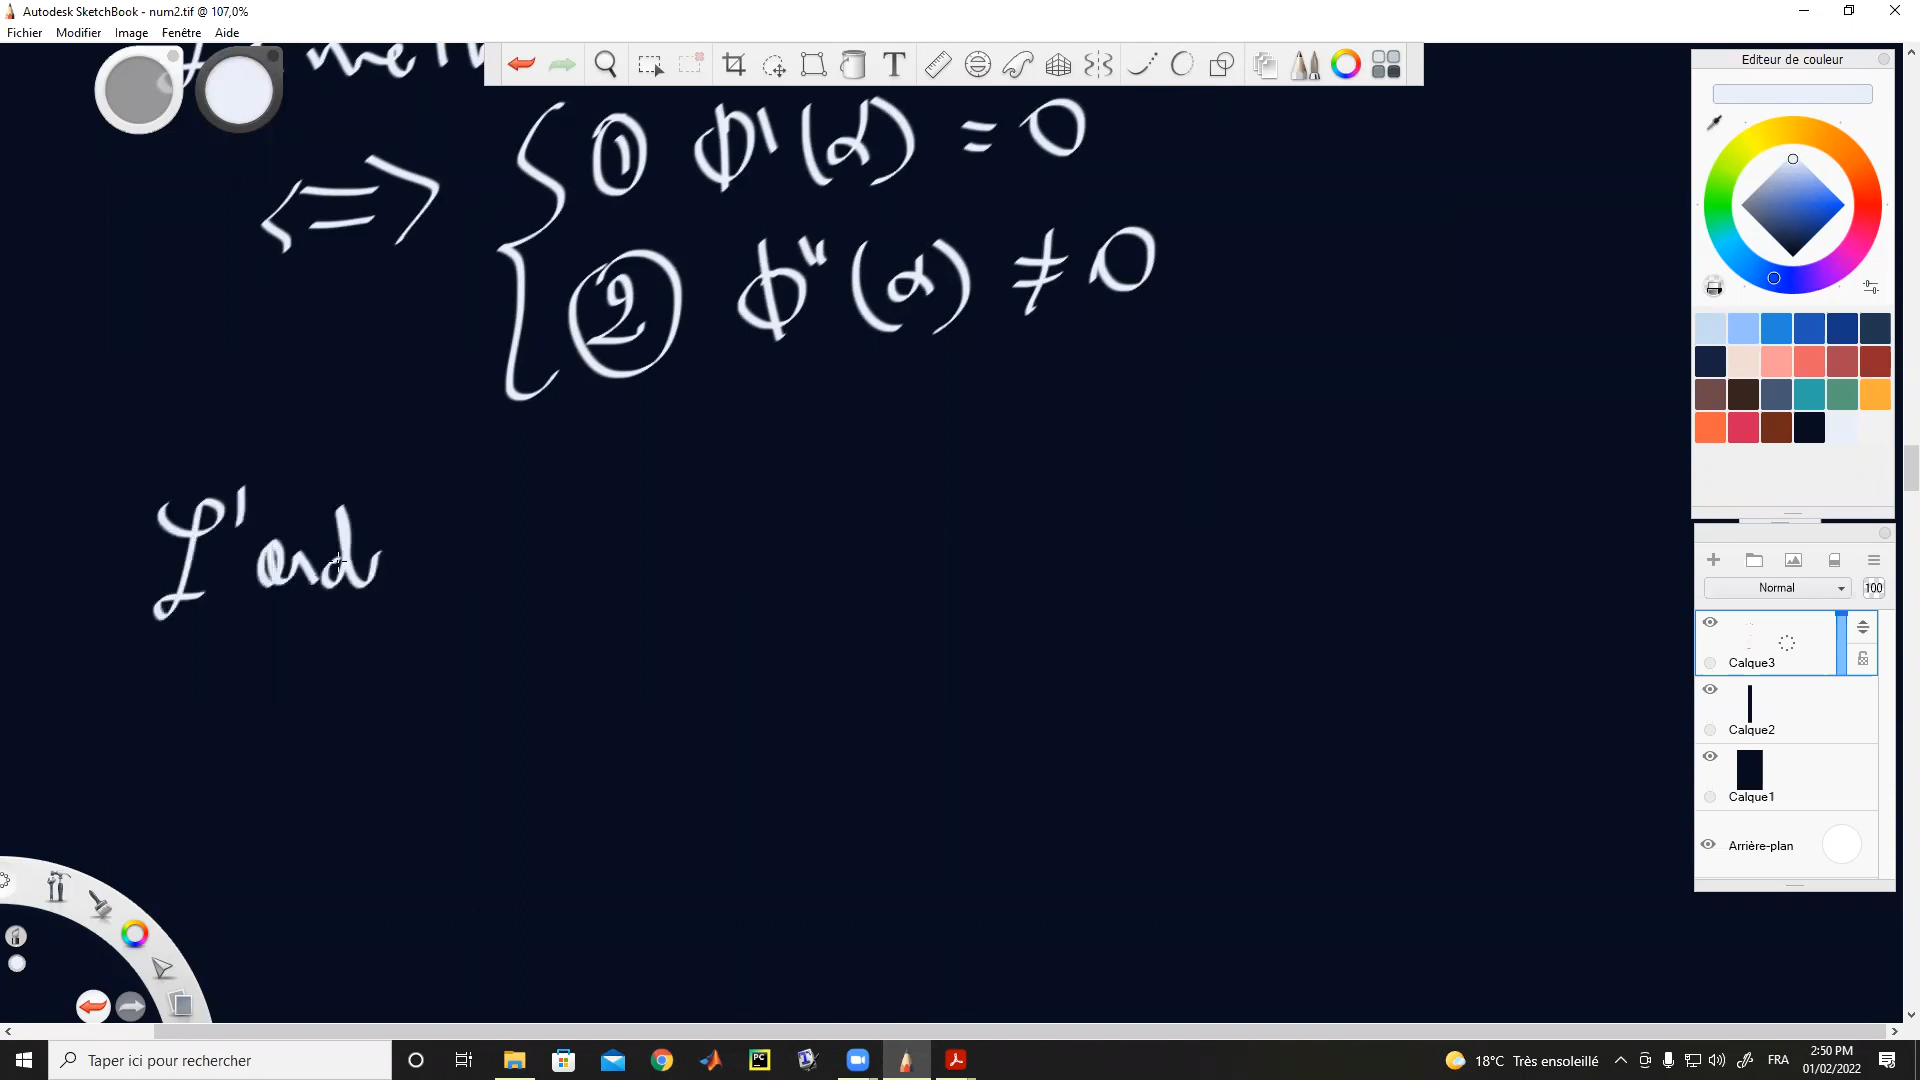 Autodesk SketchBook - num2.tif @ 107,0%
Fichier Modifier Image Fenêtre Aide
Editeur de couleur
① ϕ'(α) = 0
<=>
② ϕ"(α) ≠ 0
L'ord
Normal
100
Calque3
Calque2
Calque1
Arrière-plan
Taper ici pour rechercher
PC
18°C Très ensoleillé
FRA
2:50 PM
01/02/2022